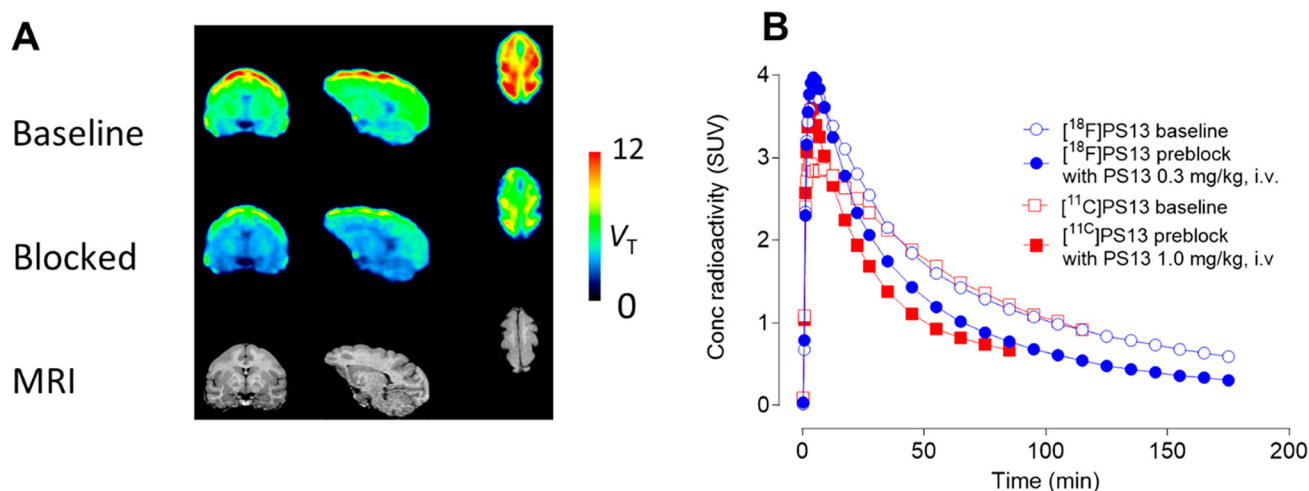 A
Baseline
Blocked
MRI
12
V_T
0
B
Conc radioactivity (SUV)
4
3
2
1
0
[¹⁸F]PS13 baseline
[¹⁸F]PS13 preblock
with PS13 0.3 mg/kg, i.v.
[¹¹C]PS13 baseline
[¹¹ᶜ]PS13 preblock
with PS13 1.0 mg/kg, i.v
0
50
100
150
200
Time (min)